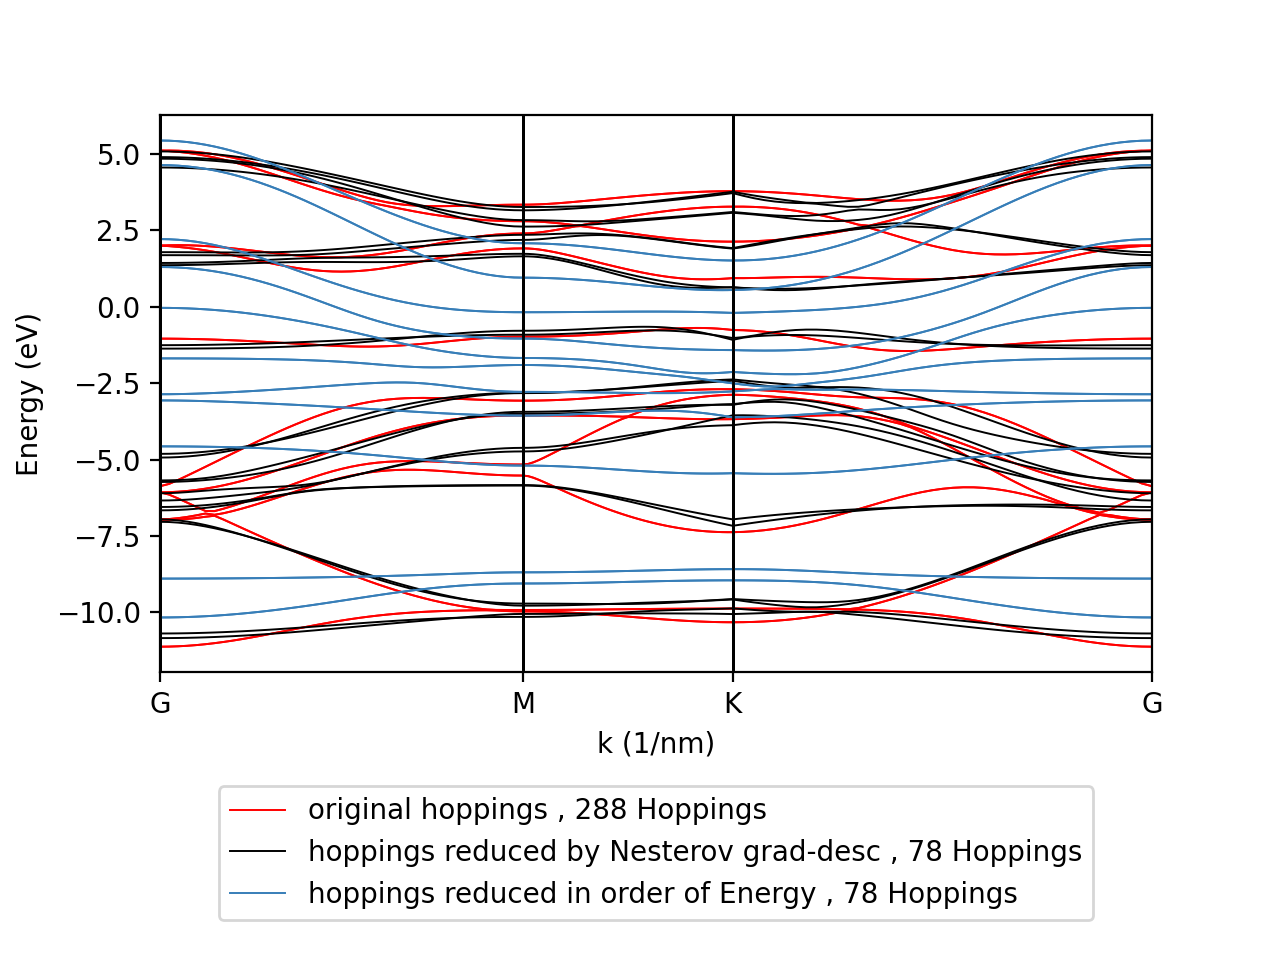 5.0
2.5
0.0
−2.5
−5.0
−7.5
−10.0
Energy (eV)
G M K G
k (1/nm)
original hoppings , 288 Hoppings
hoppings reduced by Nesterov grad-desc , 78 Hoppings
hoppings reduced in order of Energy , 78 Hoppings